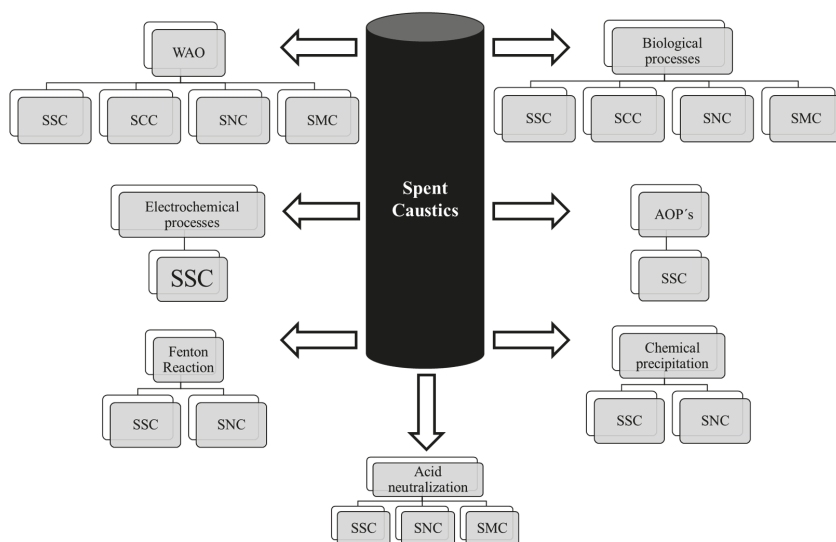 WAO
SSC
SCC
SNC
SMC
Biological
processes
SSC
SCC
SNC
SMC
Spent
Caustics
Electrochemical
processes
SSC
AOP´s
SSC
Fenton
Reaction
SSC
SNC
Chemical
precipitation
SSC
SNC
Acid
neutralization
SSC
SNC
SMC